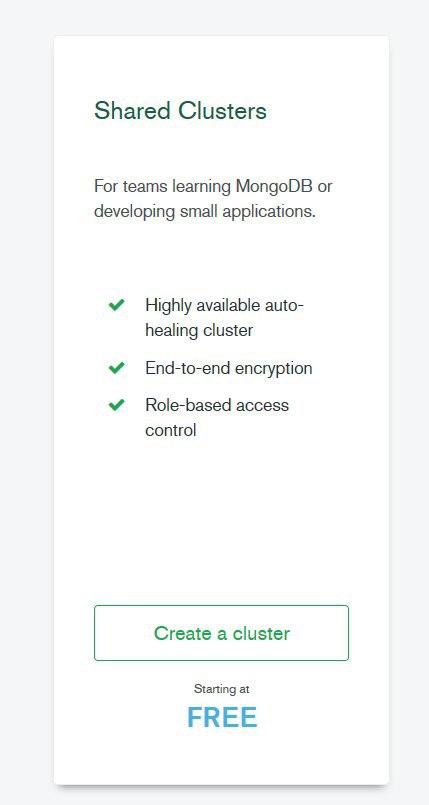 Shared Clusters
For teams learning MongoDB or
developing small applications.
Highly available auto-
healing cluster
End-to-end encryption
Role-based access
control
Create a cluster
Starting at
FREE